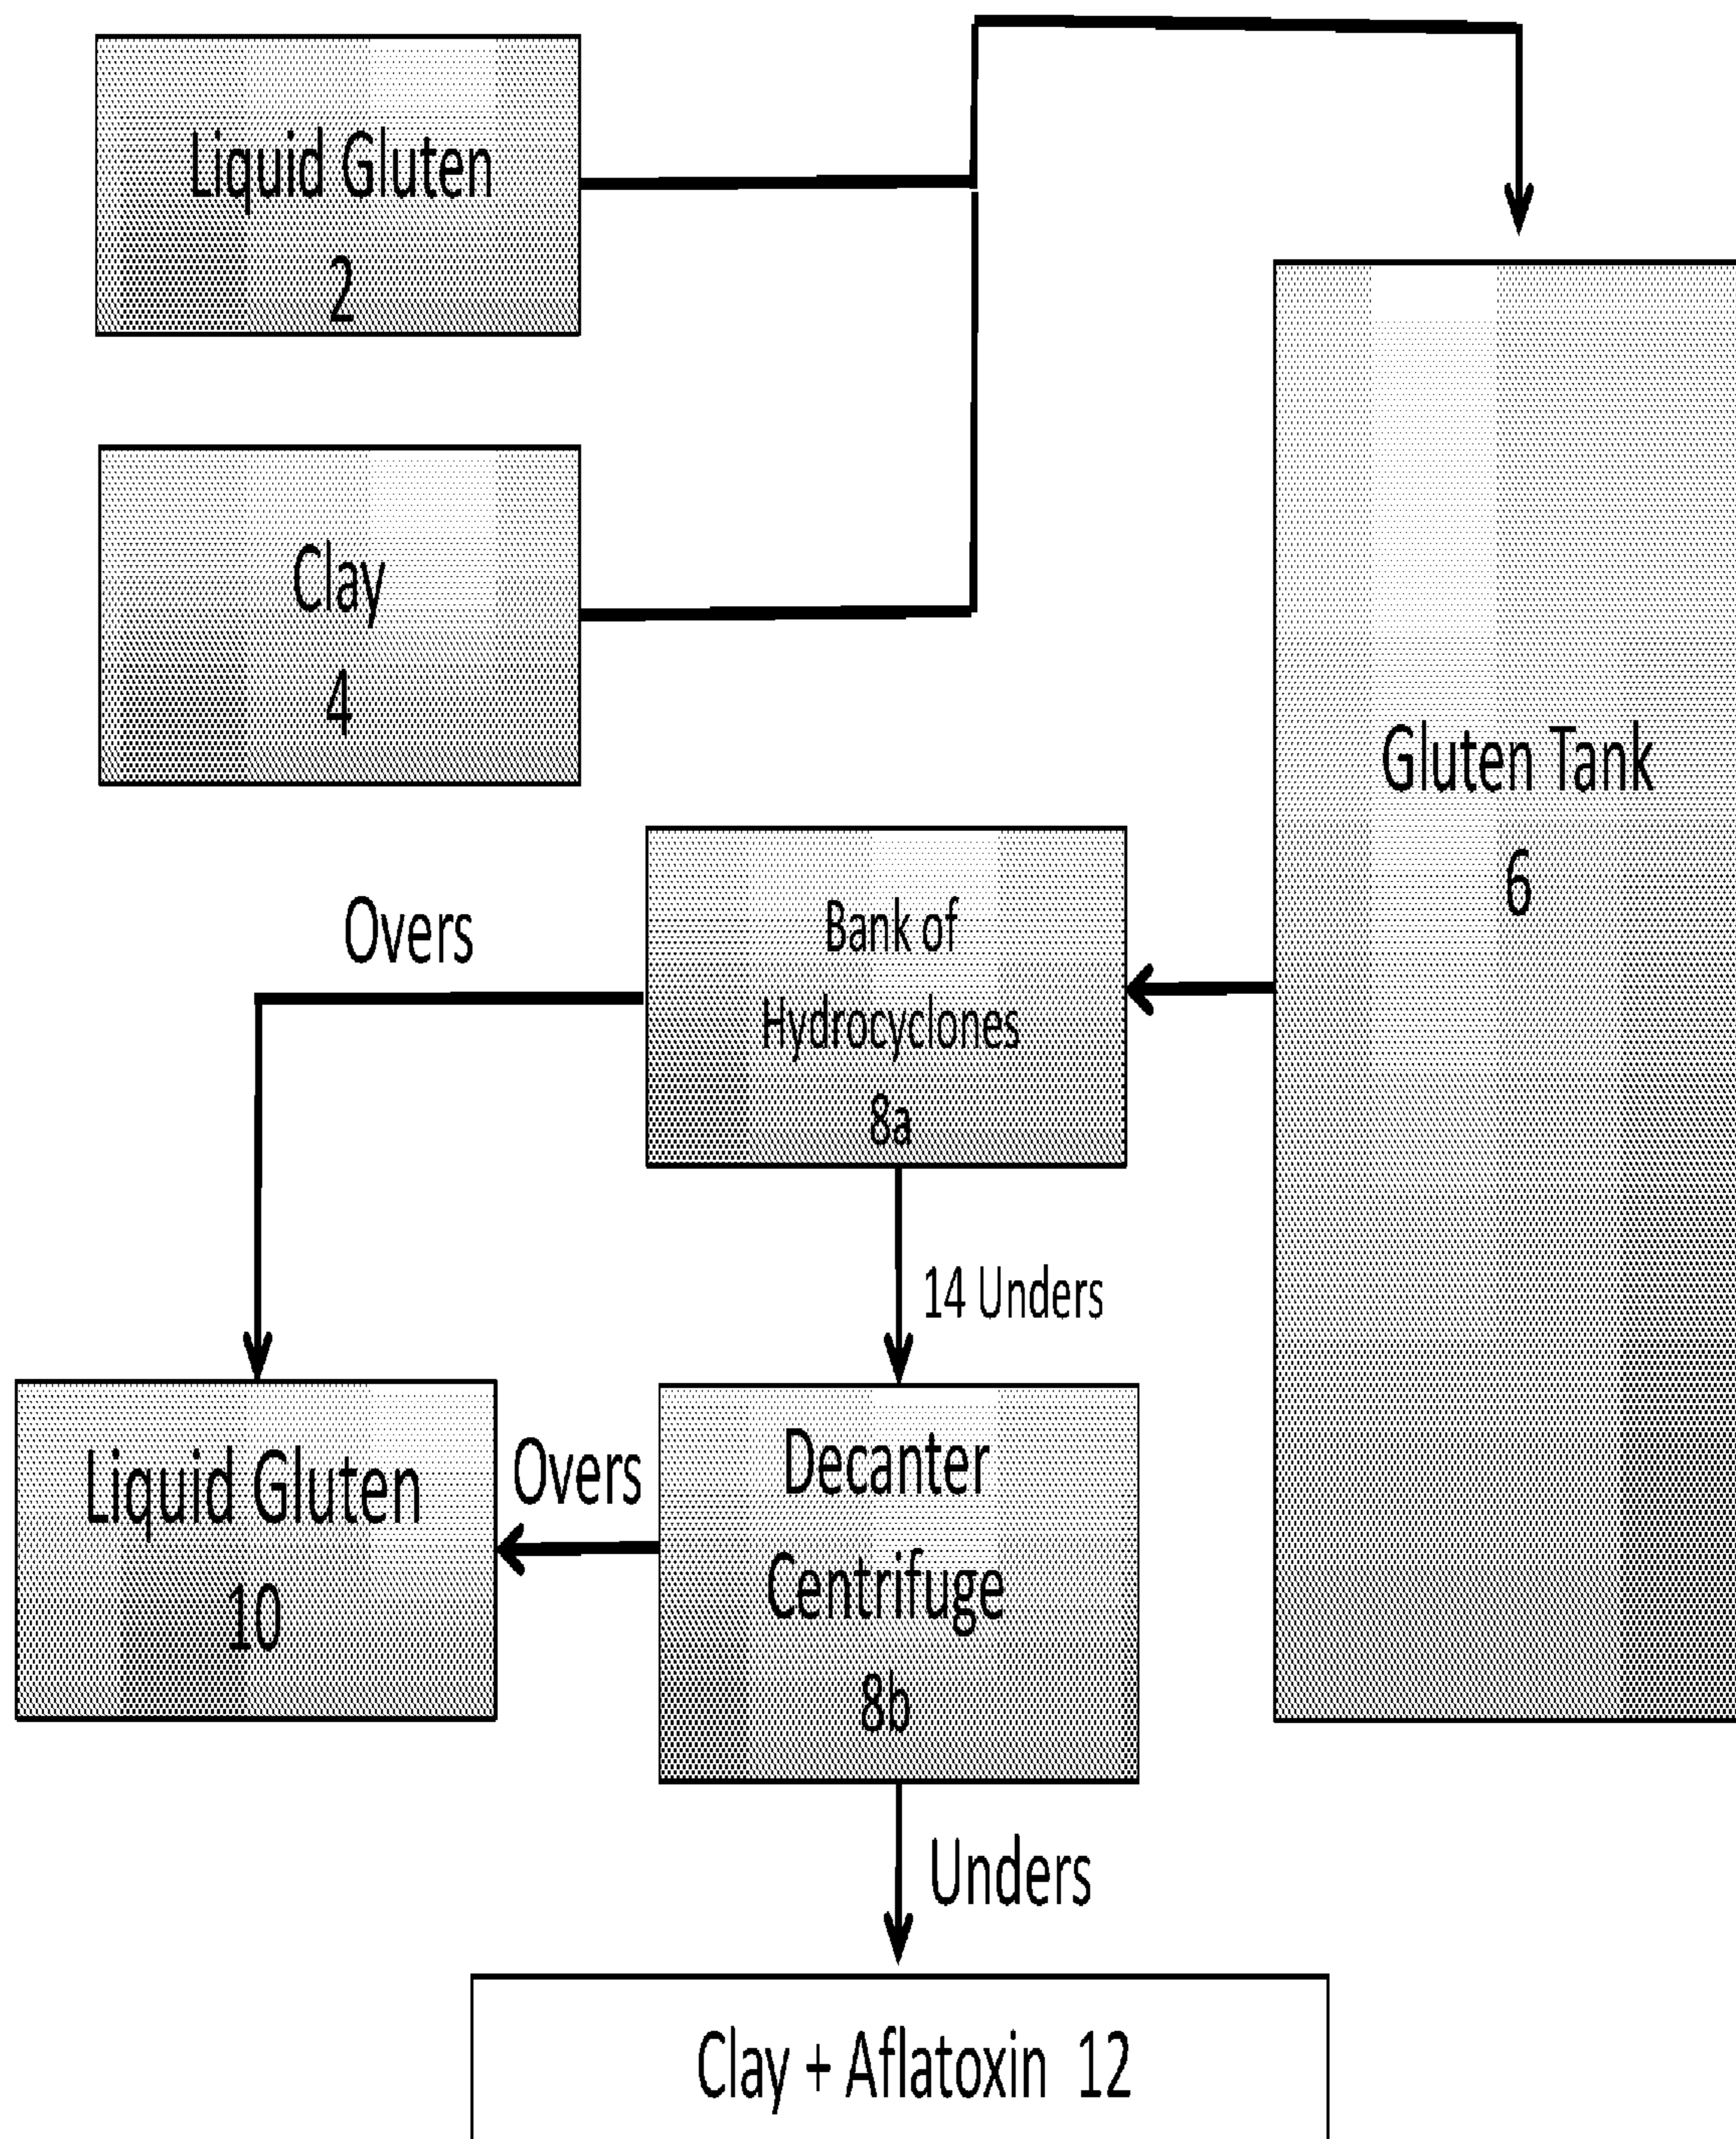 Liquid Gluten
2
Clay
4
Gluten Tank
6
Bank of
Hydrocyclones
8a
Overs
14 Unders
Liquid Gluten
10
Overs
Decanter
Centrifuge
8b
Unders
Clay + Aflatoxin 12